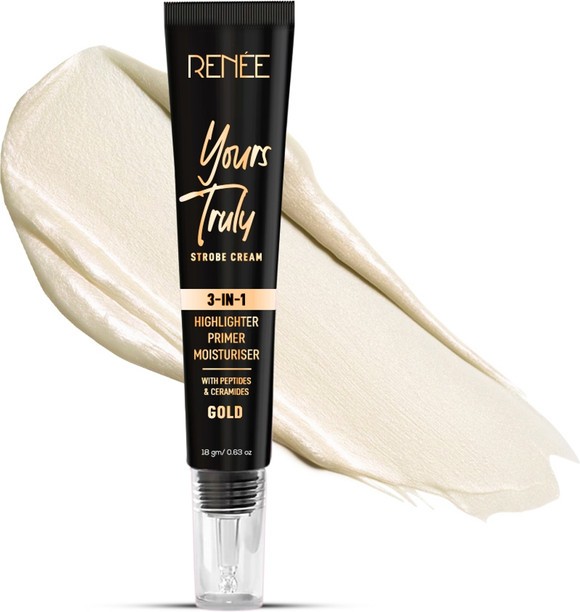 RENÉE
Yours
Truly
STROBE CREAM
3-IN-1
HIGHLIGHTER
PRIMER
MOISTURISER
WITH PEPTIDES
& CERAMIDES
GOLD
18 gm/ 0.63 oz